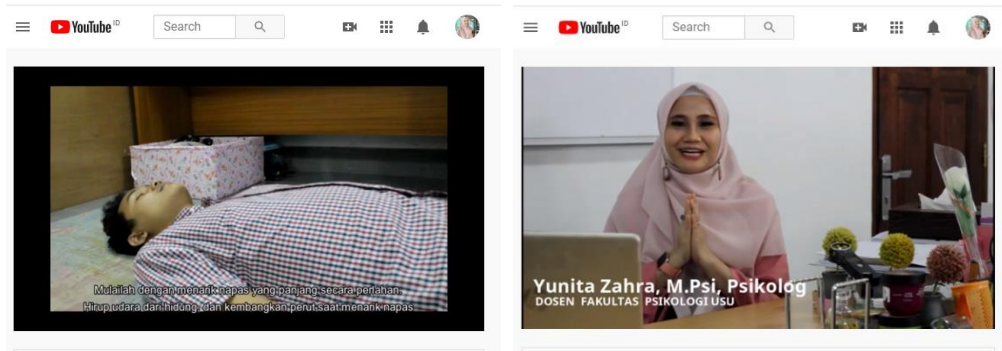 YouTube ID
Search
Mulailah dengan menarik napas yang panjang secara perlahan.
Hirup udara dari hidung, dan kembangkan perut saat menarik napas.
YouTube ID
Search
Yunita Zahra, M.Psi, Psikolog
DOSEN FAKULTAS PSIKOLOGI USU